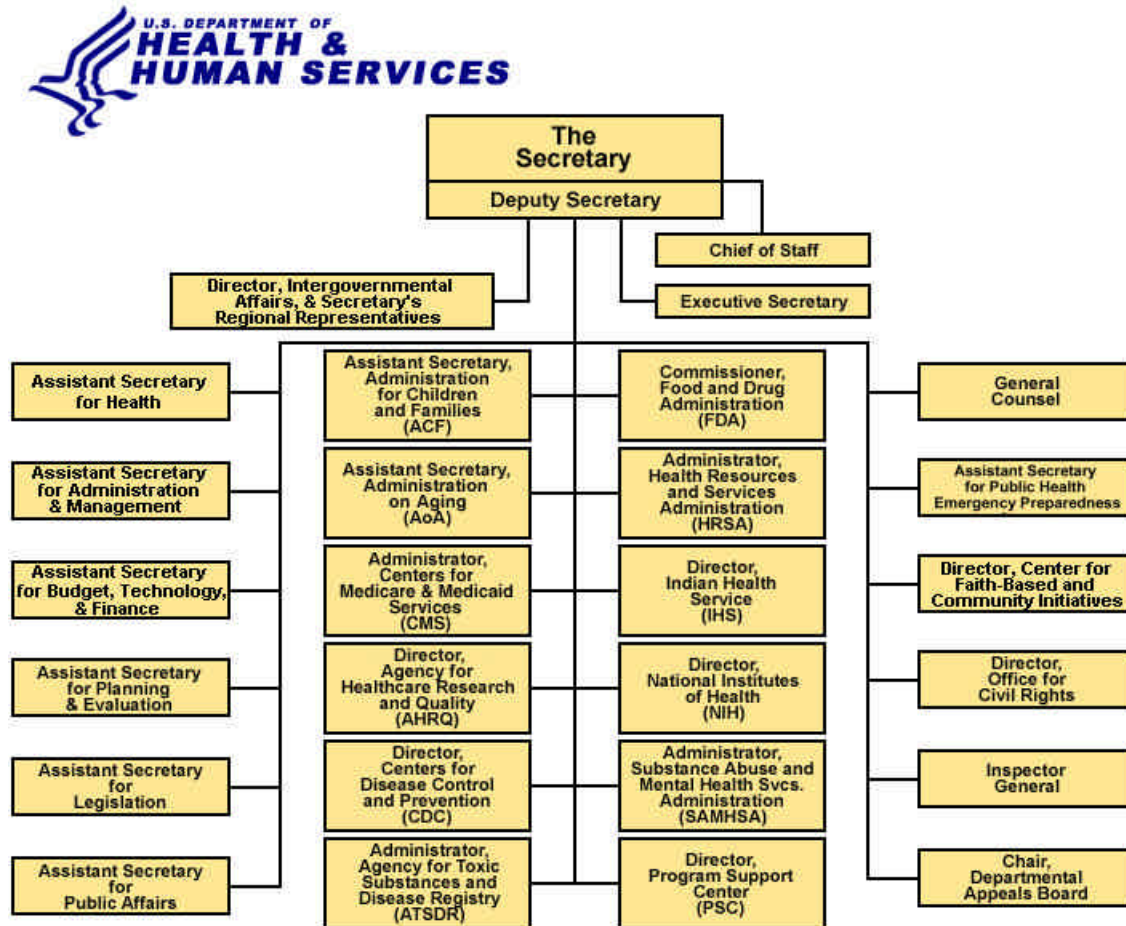 U.S. DEPARTMENT OF
HEALTH &
HUMAN SERVICES
The
Secretary
Deputy Secretary
Chief of Staff
Director, Intergovernmental
Affairs, & Secretary's
Regional Representatives
Executive Secretary
Assistant Secretary
for Health
Assistant Secretary
for Administration
& Management
Assistant Secretary
for Budget, Technology,
& Finance
Assistant Secretary
for Planning
& Evaluation
Assistant Secretary
for
Legislation
Assistant Secretary
for
Public Affairs
Assistant Secretary,
Administration
for Children
and Families
(ACF)
Assistant Secretary,
Administration
on Aging
(AoA)
Administrator,
Centers for
Medicare & Medicaid
Services
(CMS)
Director,
Agency for
Healthcare Research
and Quality
(AHRQ)
Director,
Centers for
Disease Control
and Prevention
(CDC)
Administrator,
Agency for Toxic
Substances and
Disease Registry
(ATSDR)
Commissioner,
Food and Drug
Administration
(FDA)
Administrator,
Health Resources
and Services
Administration
(HRSA)
Director,
Indian Health
Service
(IHS)
Director,
National Institutes
of Health
(NIH)
Administrator,
Substance Abuse and
Mental Health Svcs.
Administration
(SAMHSA)
Director,
Program Support
Center
(PSC)
General
Counsel
Assistant Secretary
for Public Health
Emergency Preparedness
Director, Center for
Faith-Based and
Community Initiatives
Director,
Office for
Civil Rights
Inspector
General
Chair,
Departmental
Appeals Board